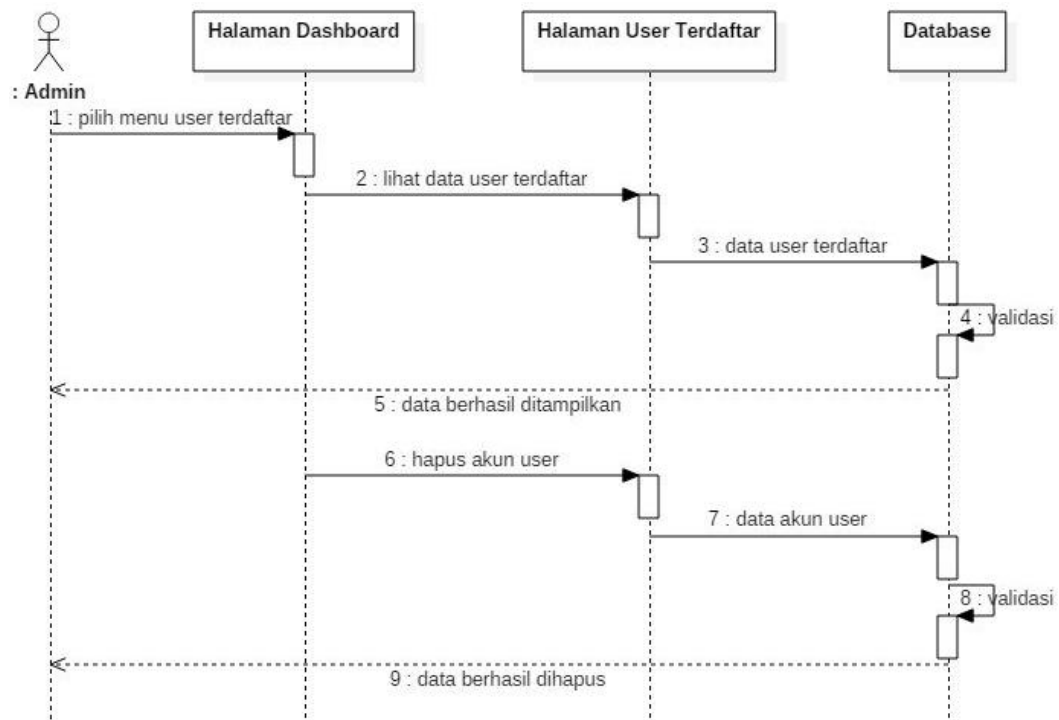 Halaman Dashboard
Halaman User Terdaftar
Database
: Admin
1 : pilih menu user terdaftar
2 : lihat data user terdaftar
3 : data user terdaftar
4 : validasi
5 : data berhasil ditampilkan
6 : hapus akun user
7 : data akun user
8 : validasi
9 : data berhasil dihapus